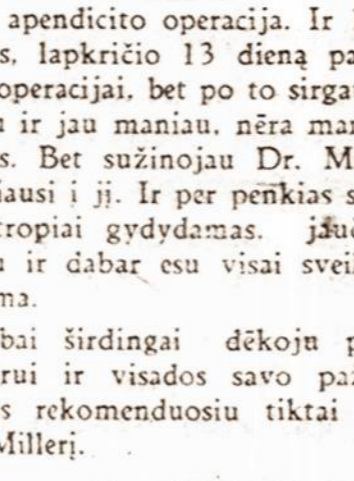 apendicito operacija. Ir
s, lapkričio 13 dieną pa
operacijai, bet po to sirga
ir jau maniau, nėra ma
s. Bet sužinojau Dr. M
iausi į jį. Ir per penkias s
tropiai gydydamas. jau
ir dabar esu visai svei
ma.
bai širdingai dėkoju p
rui ir visados savo pa
s rekomenduosiu tiktai
Millerį.